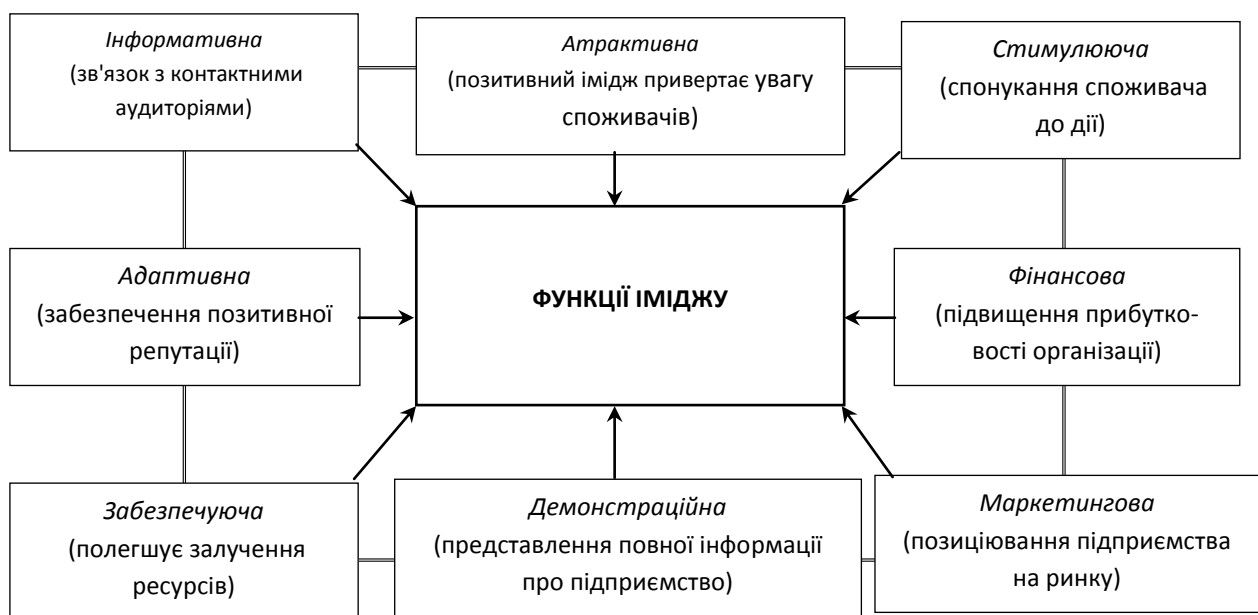 Інформативна
(зв'язок з контактними
аудиторіями)
Атрактивна
(позитивний імідж привертає увагу
споживачів)
Стимулююча
(спонукання споживача
до дії)
Адаптивна
(забезпечення позитивної
репутації)
ФУНКЦІЇ ІМІДЖУ
Фінансова
(підвищення прибутко-
вості організації)
Забезпечуюча
(полегшує залучення
ресурсів)
Демонстраційна
(представлення повної інформації
про підприємство)
Маркетингова
(позиціювання підприємства
на ринку)